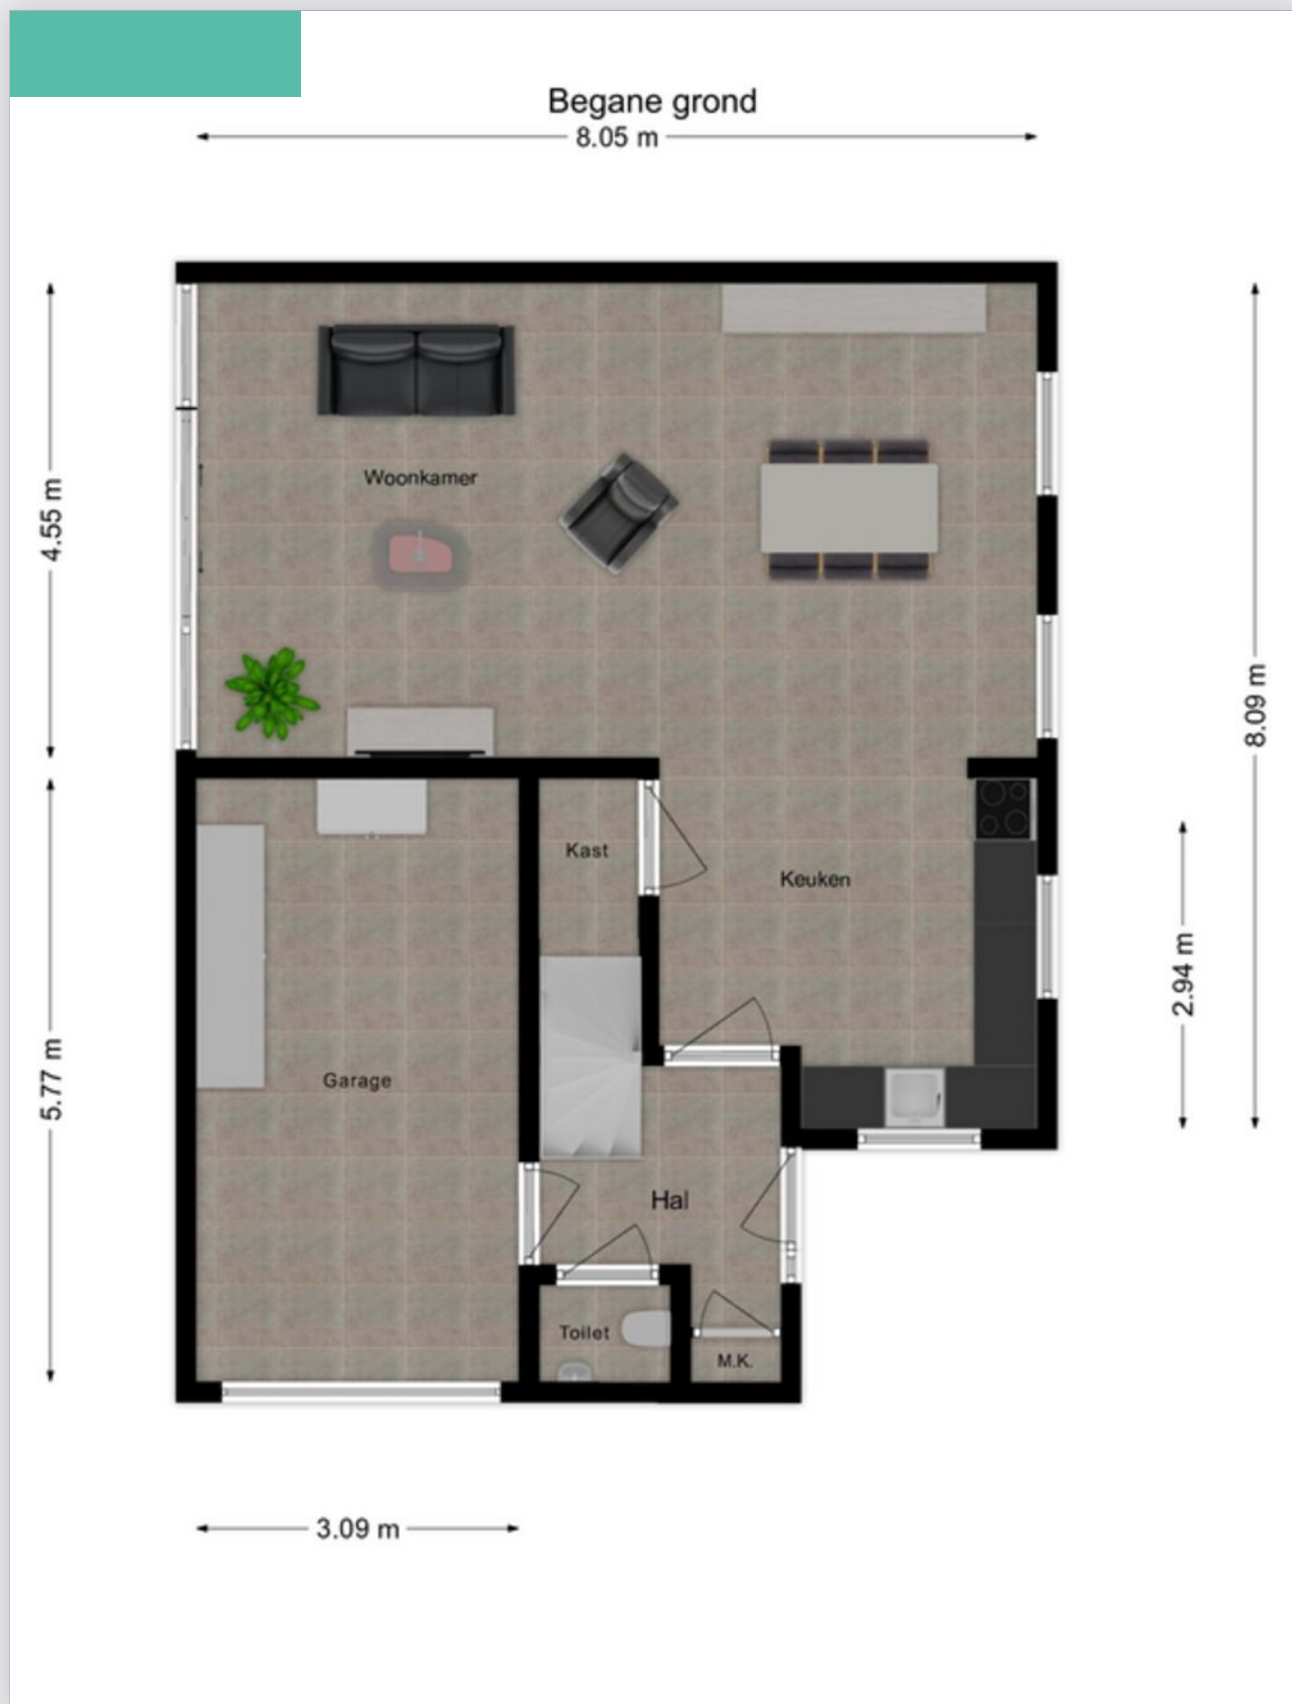 Begane grond
8.05 m
Woonkamer
4.55 m
8.09 m
Kast
Keuken
2.94 m
5.77 m
Garage
Hal
Toilet
M.K.
3.09 m